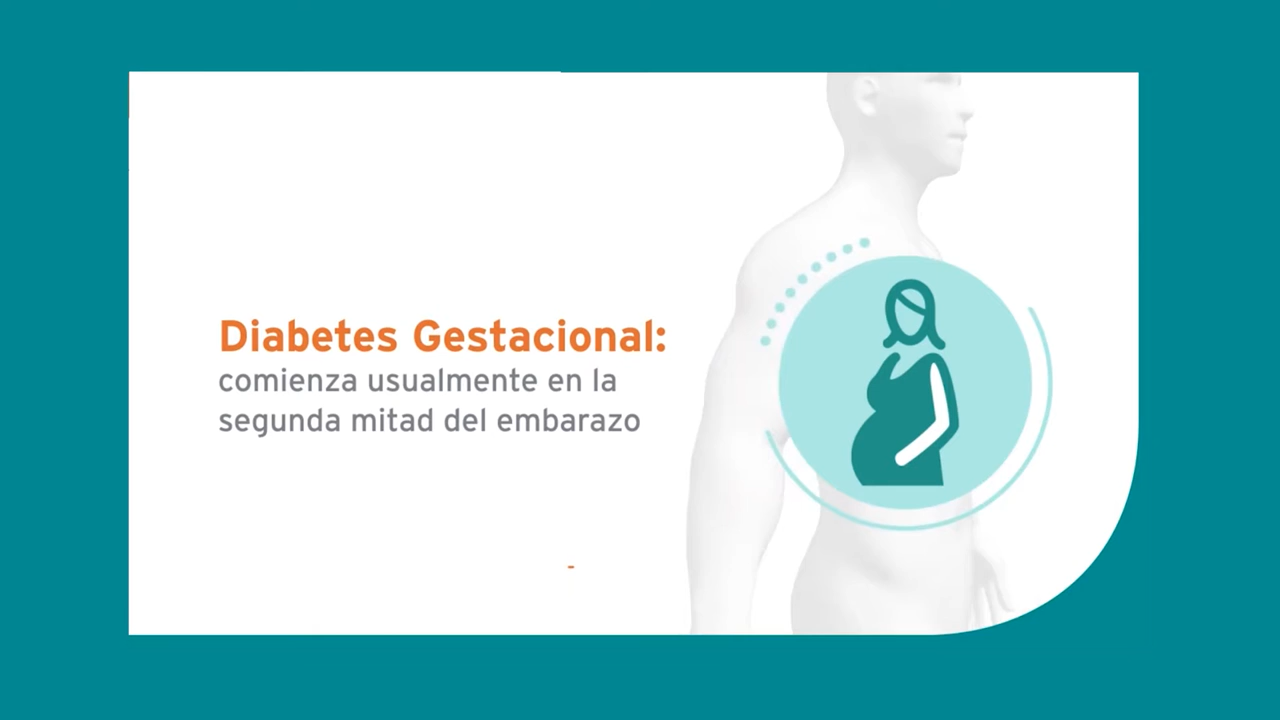 Diabetes Gestacional:
comienza usualmente en la
segunda mitad del embarazo